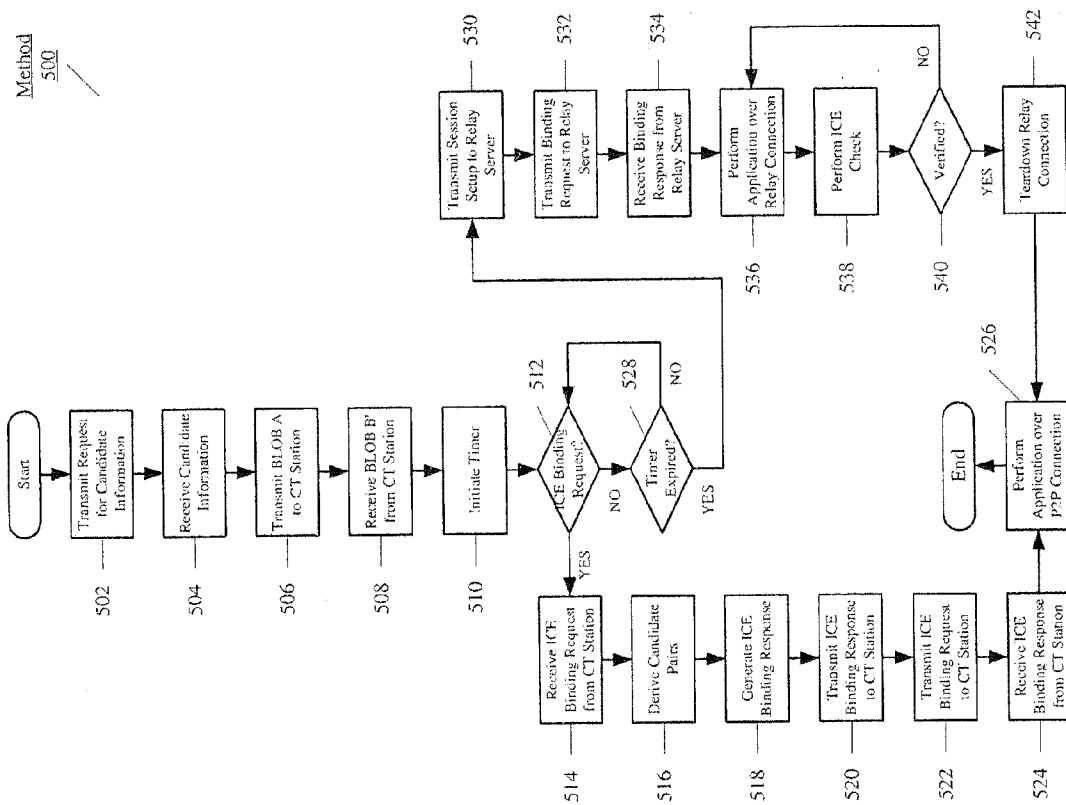 Method
500
Start
Transmit Request
for Candidate
Information
502
Receive Candidate
Information
504
Transmit BLOB A
to CT Station
506
Receive BLOB B'
from CT Station
508
Initiate Timer
510
ICE Binding
Request?
512
YES
NO
Timer
Expired?
528
NO
YES
Receive ICE
Binding Request
from CT Station
514
Derive Candidate
Pairs
516
Generate ICE
Binding Response
518
Transmit ICE
Binding Response
to CT Station
520
Transmit ICE
Binding Request
to CT Station
522
Receive ICE
Binding Response
from CT Station
524
Transmit Session
Setup to Relay
Server
530
Transmit Binding
Request to Relay
Server
532
Receive Binding
Response from
Relay Server
534
Perform
Application over
Relay Connection
536
Perform ICE
Check
538
Verified?
540
NO
YES
Teardown Relay
Connection
542
Perform
Application over
P2P Connection
526
End